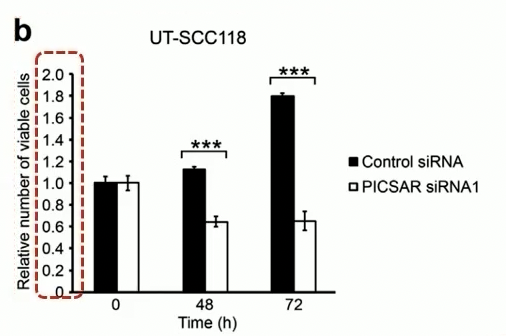 b
UT-SCC118
Relative number of viable cells
2.0
1.8
1.6
1.4
1.2
1.0
0.8
0.6
0.4
0.2
0
***
***
Control siRNA
PICSAR siRNA1
0 48 72
Time (h)